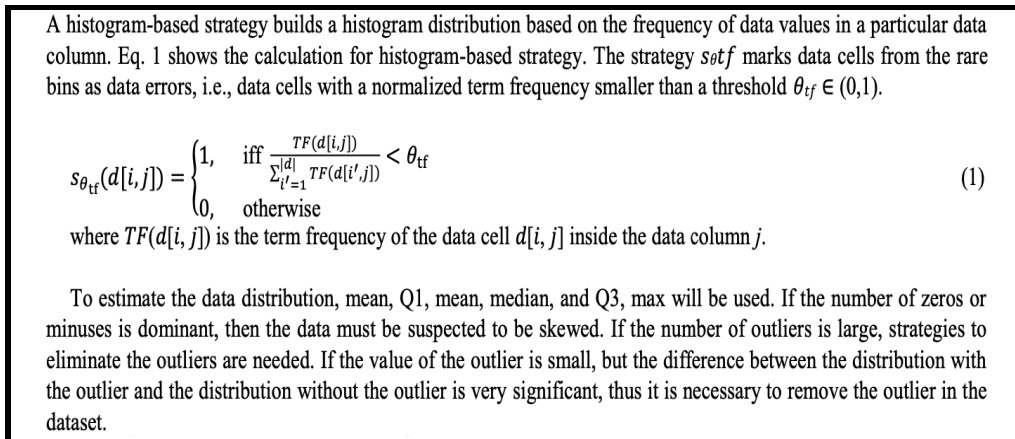 A histogram-based strategy builds a histogram distribution based on the frequency of data values in a particular data
column. Eq. 1 shows the calculation for histogram-based strategy. The strategy sθtf marks data cells from the rare
bins as data errors, i.e., data cells with a normalized term frequency smaller than a threshold θtf ∈ (0,1).
s_{θ_{tf}}(d[i,j]) = { 1, iff TF(d[i,j]) / Σ_{i'=1}^{|d|} TF(d[i',j]) < θ_{tf} (1)
0, otherwise
where TF(d[i, j]) is the term frequency of the data cell d[i, j] inside the data column j.
To estimate the data distribution, mean, Q1, mean, median, and Q3, max will be used. If the number of zeros or
minuses is dominant, then the data must be suspected to be skewed. If the number of outliers is large, strategies to
eliminate the outliers are needed. If the value of the outlier is small, but the difference between the distribution with
the outlier and the distribution without the outlier is very significant, thus it is necessary to remove the outlier in the
dataset.